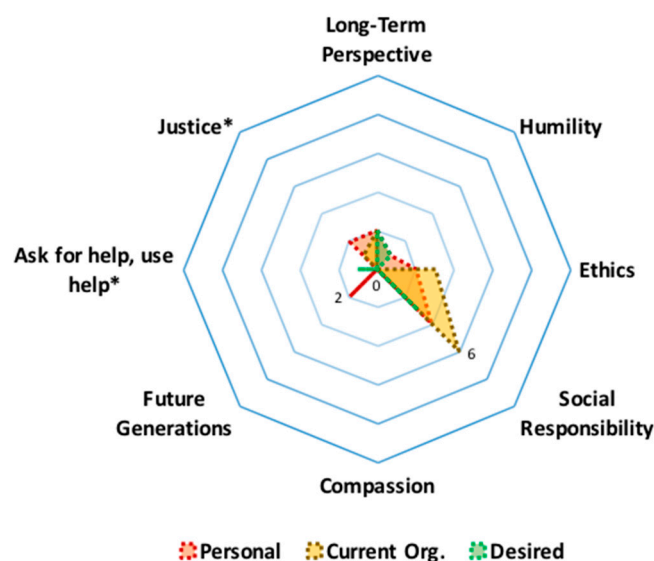 Long-Term
Perspective
Justice*
Humility
Ask for help, use
help*
Ethics
0
2
6
Future
Generations
Social
Responsibility
Compassion
Personal
Current Org.
Desired